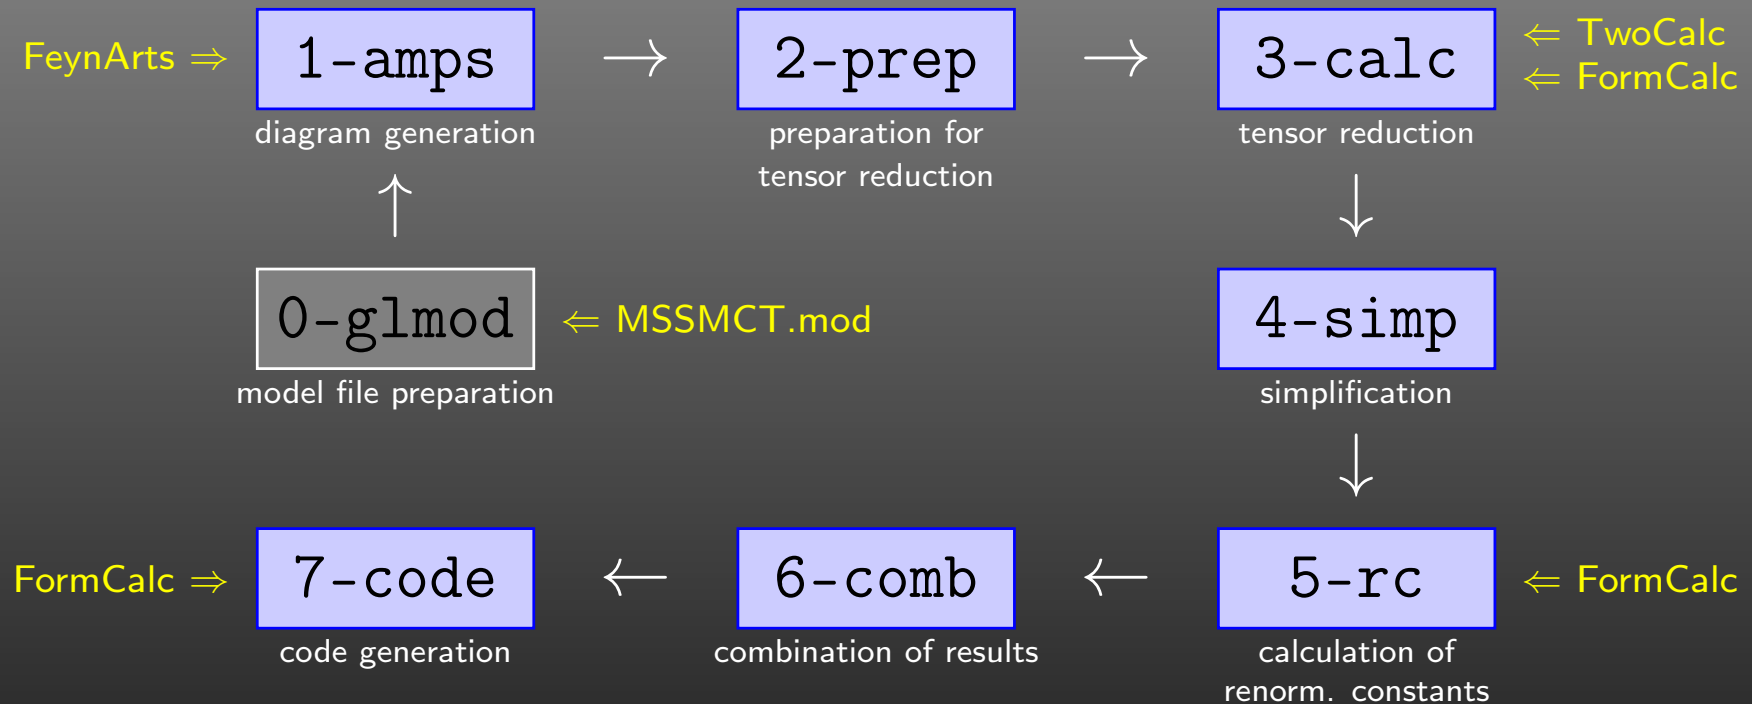 FeynArts ⇒ 1-amps → 2-prep → 3-calc ⇐ TwoCalc
⇐ FormCalc
diagram generation
preparation for
tensor reduction
tensor reduction
↑ ↓
0-glmod ⇐ MSSMCT.mod
model file preparation
4-simp
simplification
↓
FormCalc ⇒ 7-code ← 6-comb ← 5-rc ⇐ FormCalc
code generation
combination of results
calculation of
renorm. constants